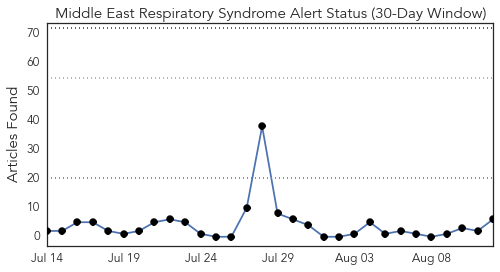 Middle East Respiratory Syndrome Alert Status (30-Day Window)
Articles Found
70
60
50
40
30
20
10
0
Jul 14 Jul 19 Jul 24 Jul 29 Aug 03 Aug 08